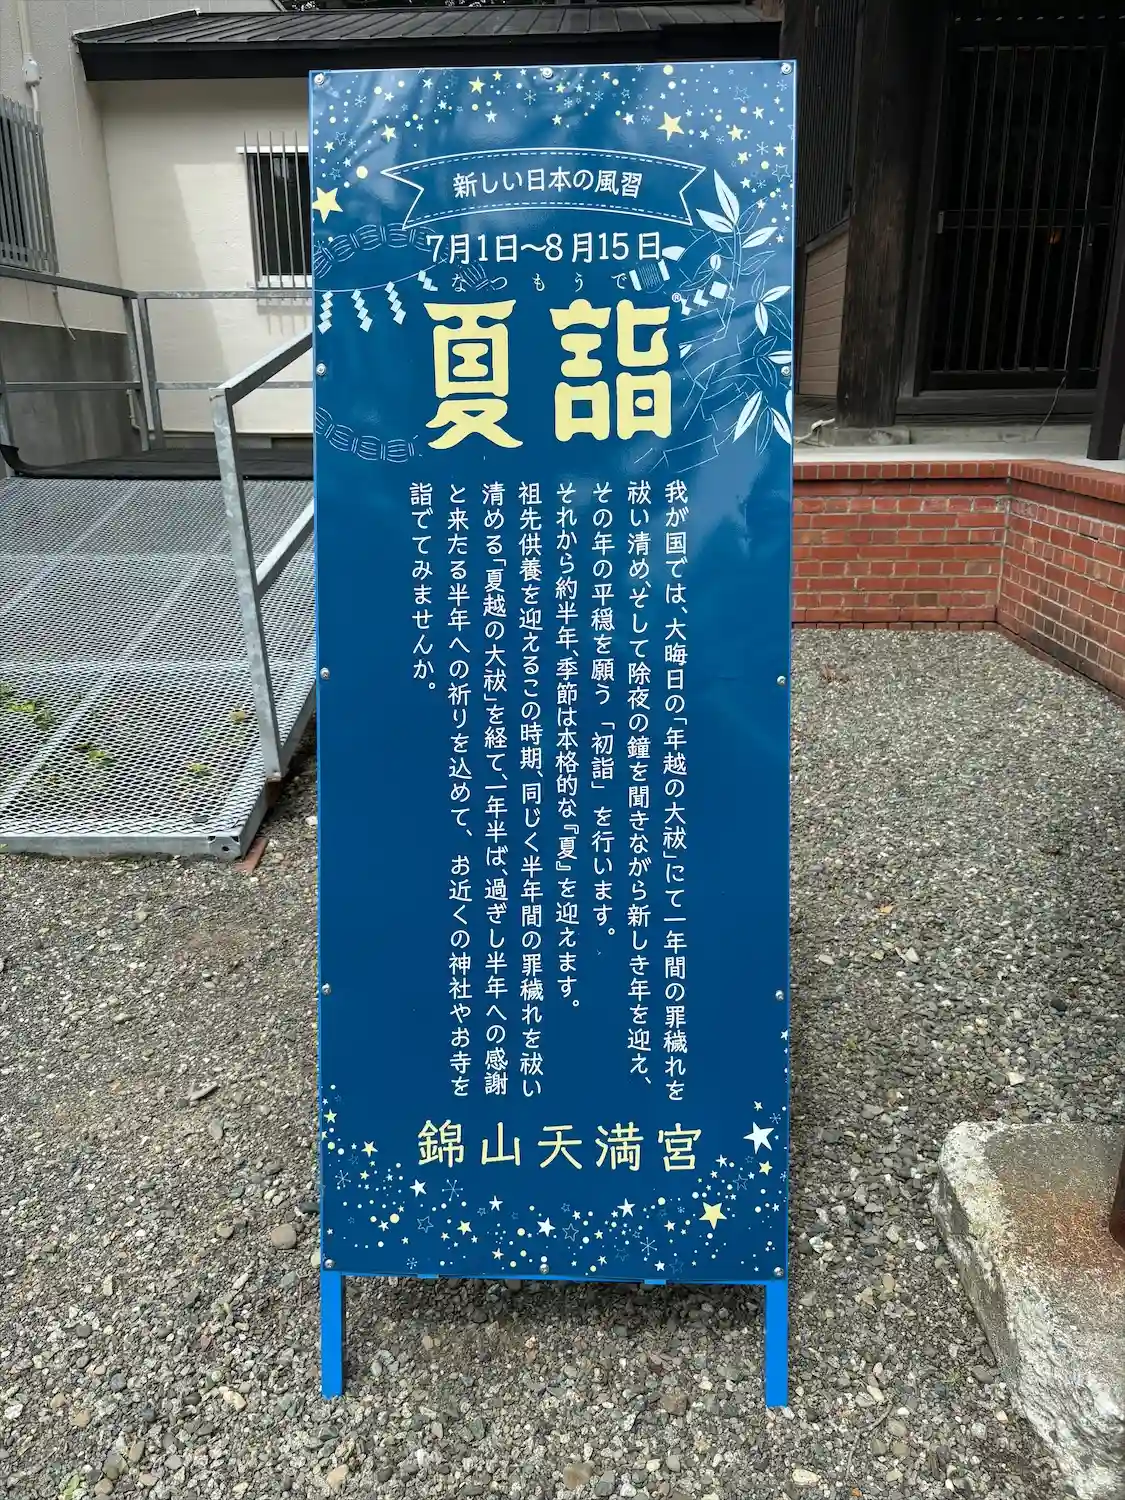 新しい日本の風習
7月1日〜8月15日
なつもうで
夏詣®
我が国では、大晦日の「年越の大祓」にて一年間の罪穢れを
祓い清め、そして除夜の鐘を聞きながら新しき年を迎え、
その年の平穏を願う「初詣」を行います。
それから約半年、季節は本格的な『夏』を迎えます。
祖先供養を迎えるこの時期、同じく半年間の罪穢れを祓い
清める「夏越の大祓」を経て、一年半ば、過ぎし半年への感謝
と来たる半年への祈りを込めて、お近くの神社やお寺を
詣でてみませんか。
錦山天満宮